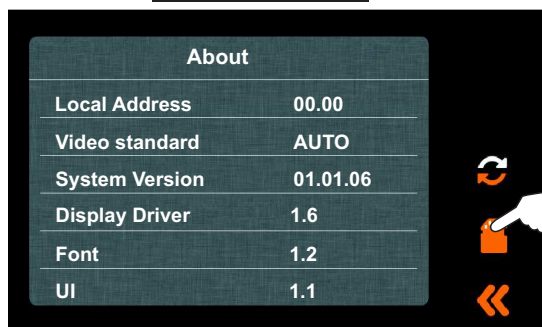 About
Local Address 00.00
Video standard AUTO
System Version 01.01.06
Display Driver 1.6
Font 1.2
UI 1.1